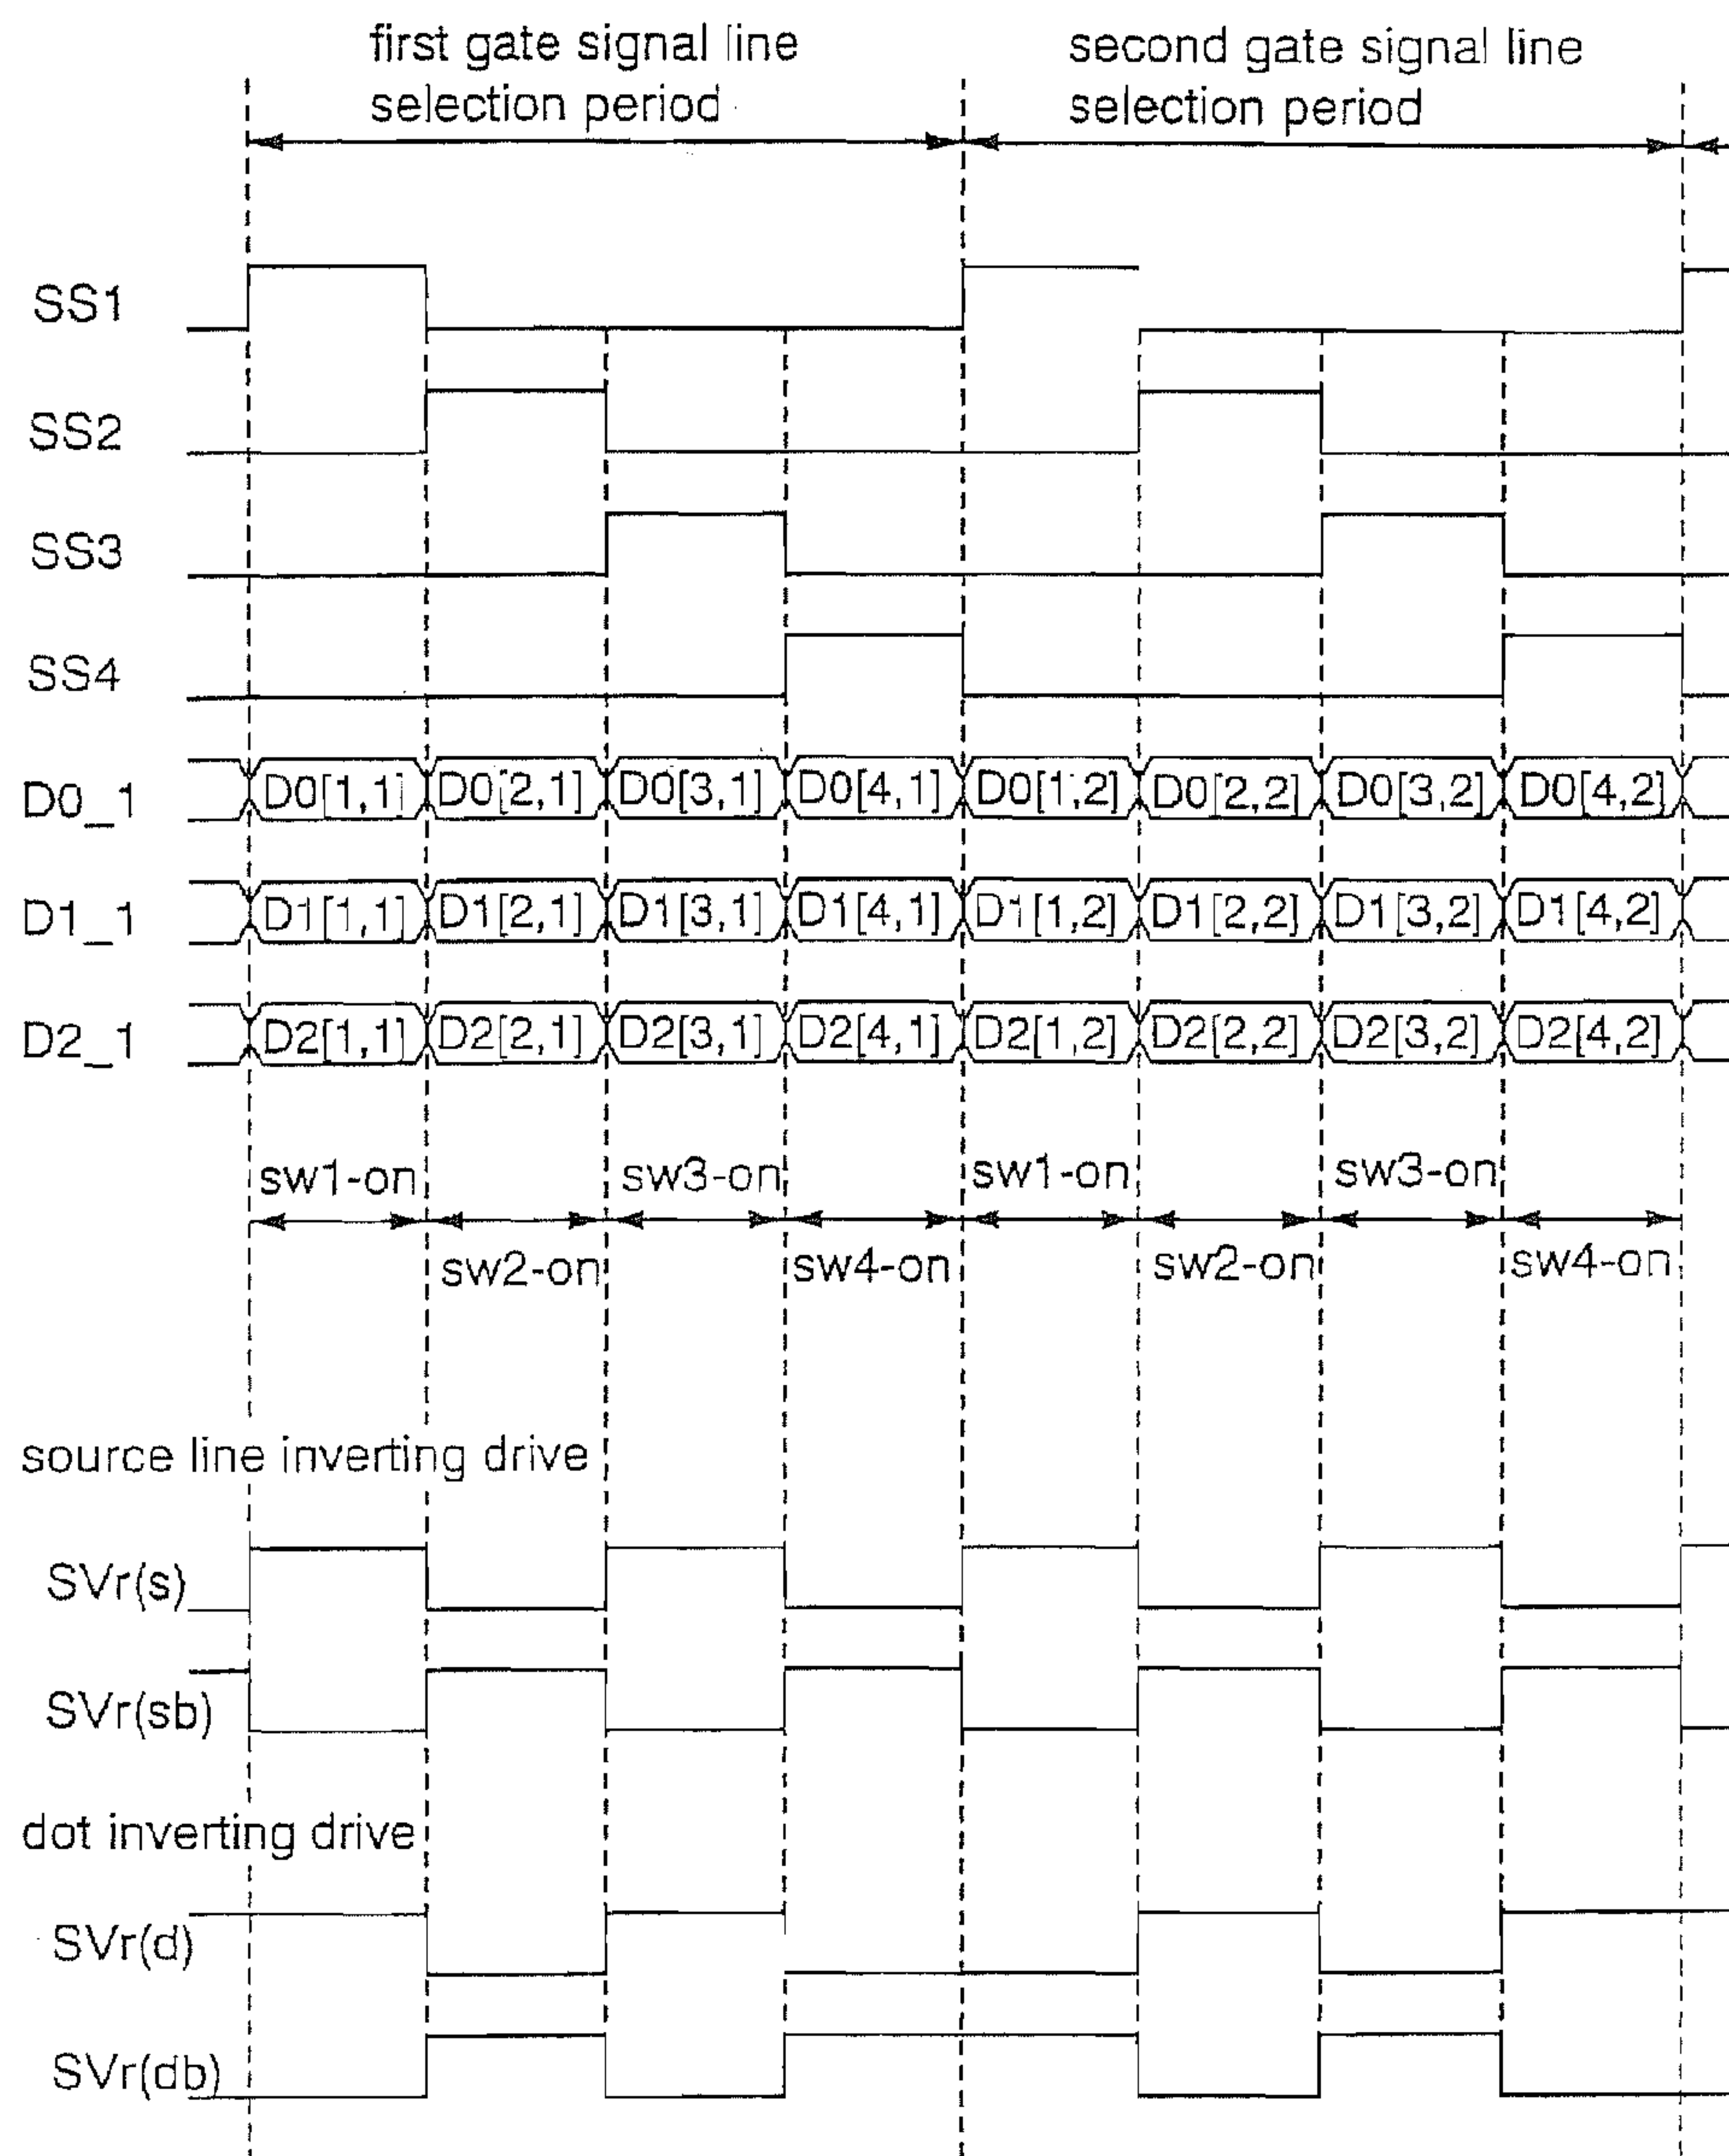 first gate signal line
selection period
second gate signal line
selection period
SS1
SS2
SS3
SS4
D0_1 D0[1,1] D0[2,1] D0[3,1] D0[4,1] D0[1,2] D0[2,2] D0[3,2] D0[4,2]
D1_1 D1[1,1] D1[2,1] D1[3,1] D1[4,1] D1[1,2] D1[2,2] D1[3,2] D1[4,2]
D2_1 D2[1,1] D2[2,1] D2[3,1] D2[4,1] D2[1,2] D2[2,2] D2[3,2] D2[4,2]
sw1-on sw3-on sw1-on sw3-on
sw2-on sw4-on sw2-on sw4-on
source line inverting drive
SVr(s)
SVr(sb)
dot inverting drive
SVr(d)
SVr(db)